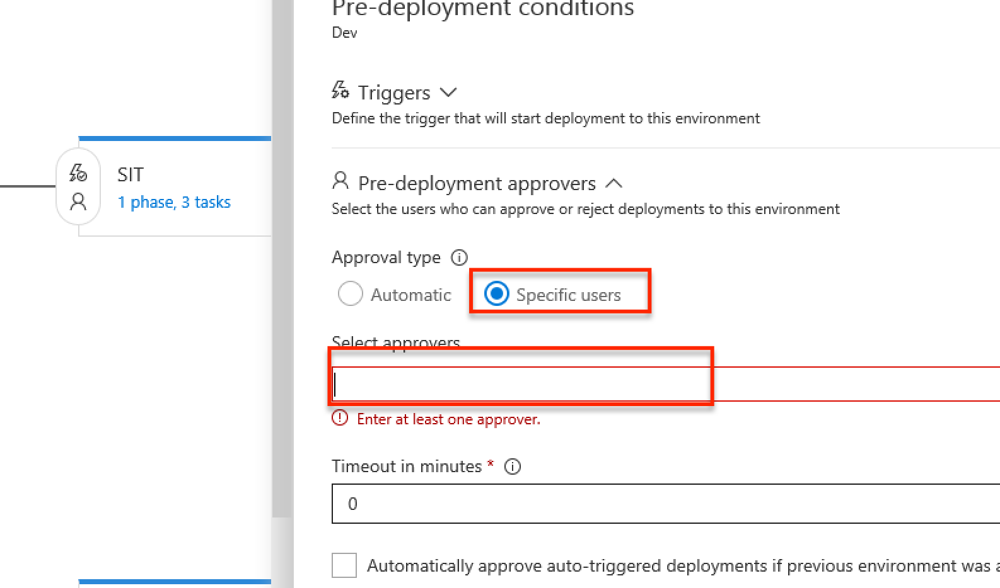 Pre-deployment conditions
Dev
Triggers
Define the trigger that will start deployment to this environment
SIT
1 phase, 3 tasks
Pre-deployment approvers
Select the users who can approve or reject deployments to this environment
Approval type
Automatic
Specific users
Select approvers
Enter at least one approver.
Timeout in minutes *
0
Automatically approve auto-triggered deployments if previous environment was